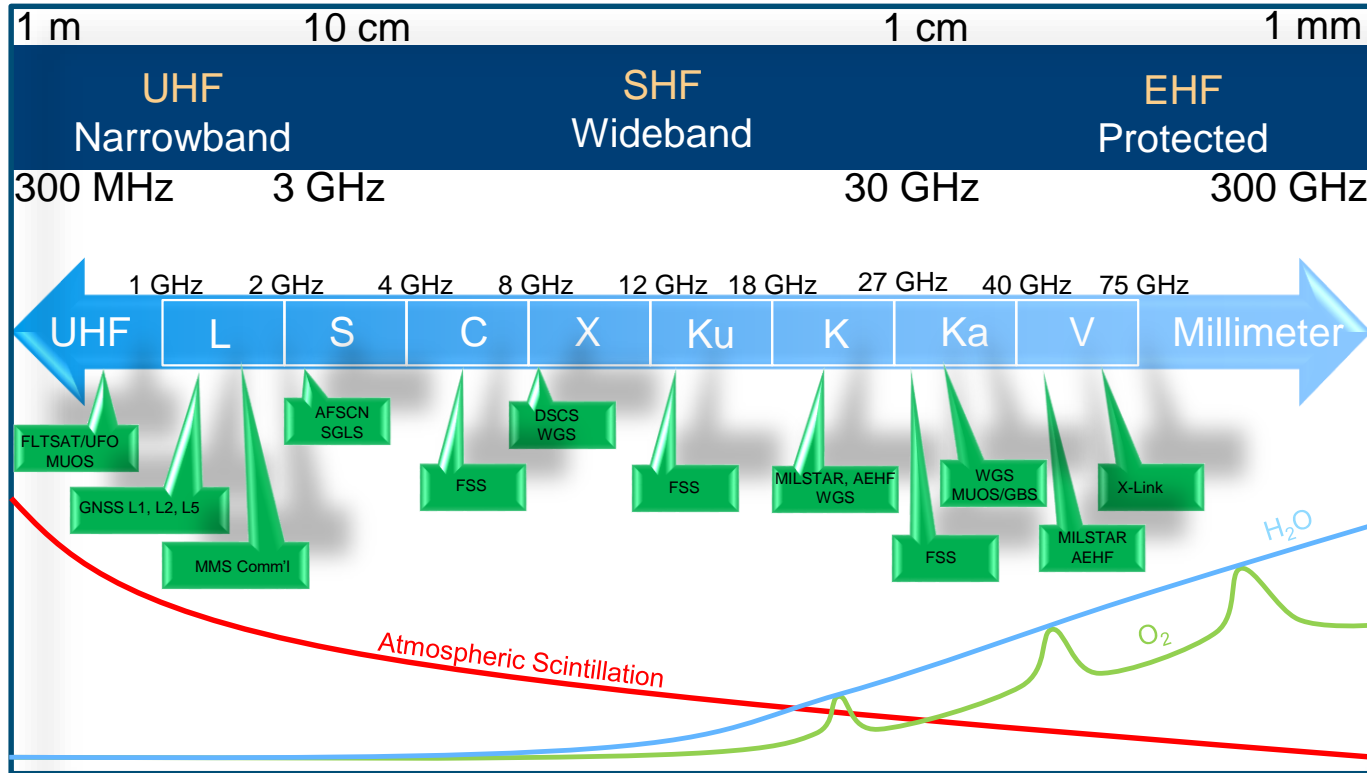 1 m 10 cm 1 cm 1 mm
UHF SHF EHF
Narrowband Wideband Protected
300 MHz 3 GHz 30 GHz 300 GHz
1 GHz 2 GHz 4 GHz 8 GHz 12 GHz 18 GHz 27 GHz 40 GHz 75 GHz
UHF L S C X Ku K Ka V Millimeter
FLTSAT/UFO
MUOS
GNSS L1, L2, L5
MMS Comm'l
AFSCN
SGLS
FSS
DSCS
WGS
FSS
MILSTAR, AEHF
WGS
FSS
WGS
MUOS/GBS
MILSTAR
AEHF
X-Link
H₂O
O₂
Atmospheric Scintillation